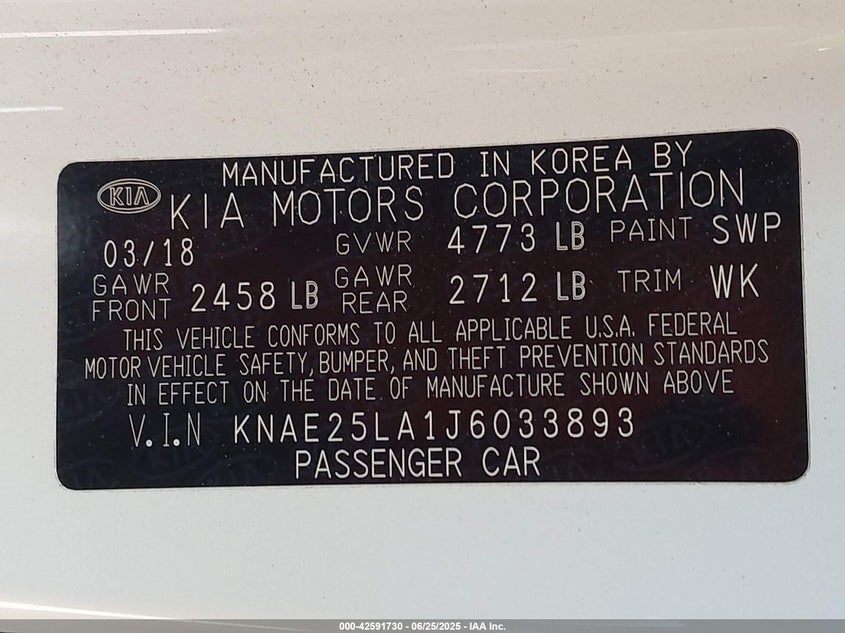 MANUFACTURED IN KOREA BY
KIA KIA MOTORS CORPORATION
03/18 GVWR 4773 LB PAINT SWP
GAWR FRONT 2458 LB GAWR REAR 2712 LB TRIM WK
THIS VEHICLE CONFORMS TO ALL APPLICABLE U.S.A. FEDERAL
MOTOR VEHICLE SAFETY, BUMPER, AND THEFT PREVENTION STANDARDS
IN EFFECT ON THE DATE OF MANUFACTURE SHOWN ABOVE
V.I.N KNAE25LA1J6033893
PASSENGER CAR
000-42591730 - 06/25/2025 - IAA Inc.